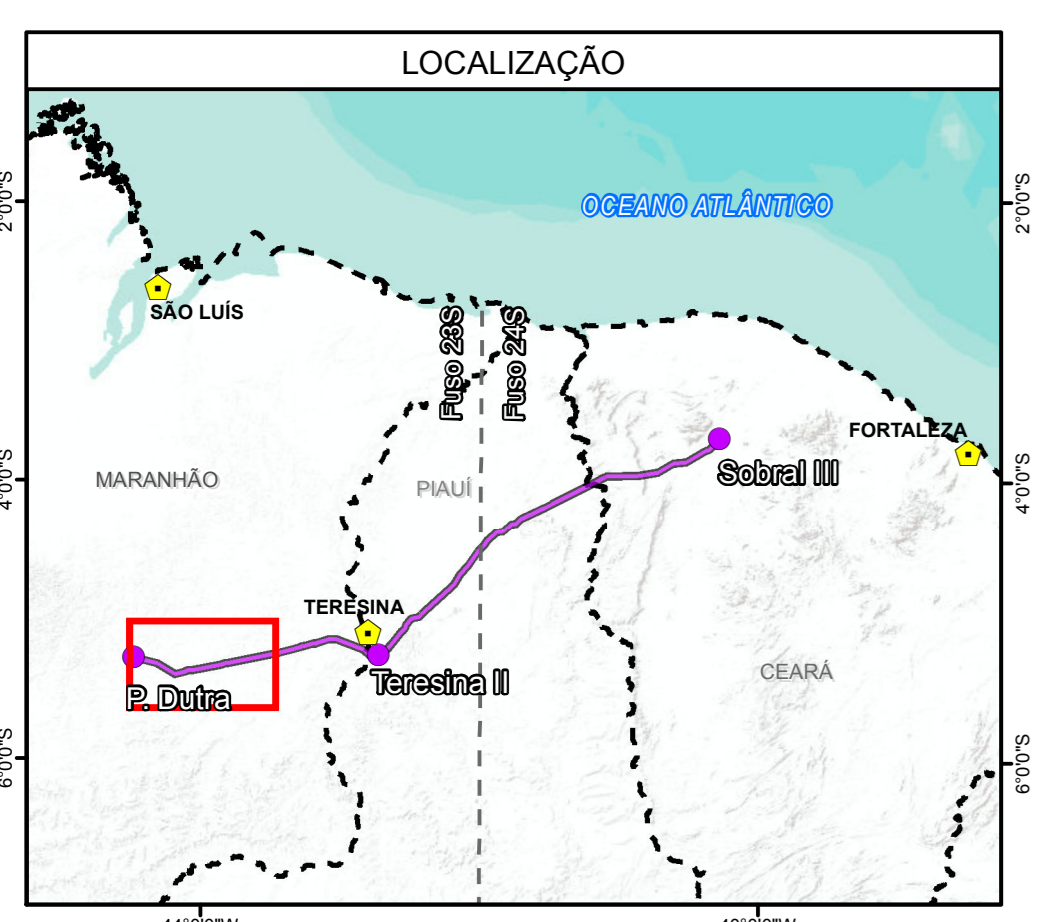 LOCALIZAÇÃO
2°0'0"S
2°0'0"S
OCEANO ATLÂNTICO
SÃO LUÍS
Fuso 23S
Fuso 24S
FORTALEZA
Sobral III
MARANHÃO
PIAUÍ
4°0'0"S
4°0'0"S
TERESINA
Teresina II
P. Dutra
CEARÁ
6°0'0"S
6°0'0"S